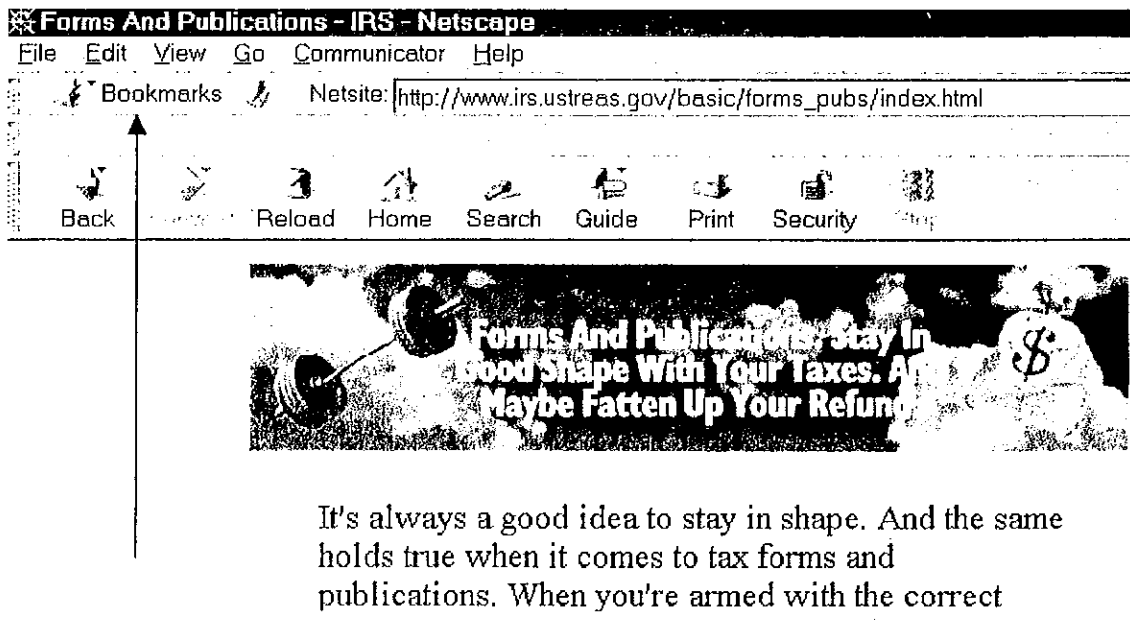 Forms And Publications - IRS - Netscape
File Edit View Go Communicator Help
Bookmarks Netsite: http://www.irs.ustreas.gov/basic/forms_pubs/index.html
Back Reload Home Search Guide Print Security Stop
Forms And Publications. Stay In
Good Shape With Your Taxes. And
Maybe Fatten Up Your Refund
$
It's always a good idea to stay in shape. And the same
holds true when it comes to tax forms and
publications. When you're armed with the correct